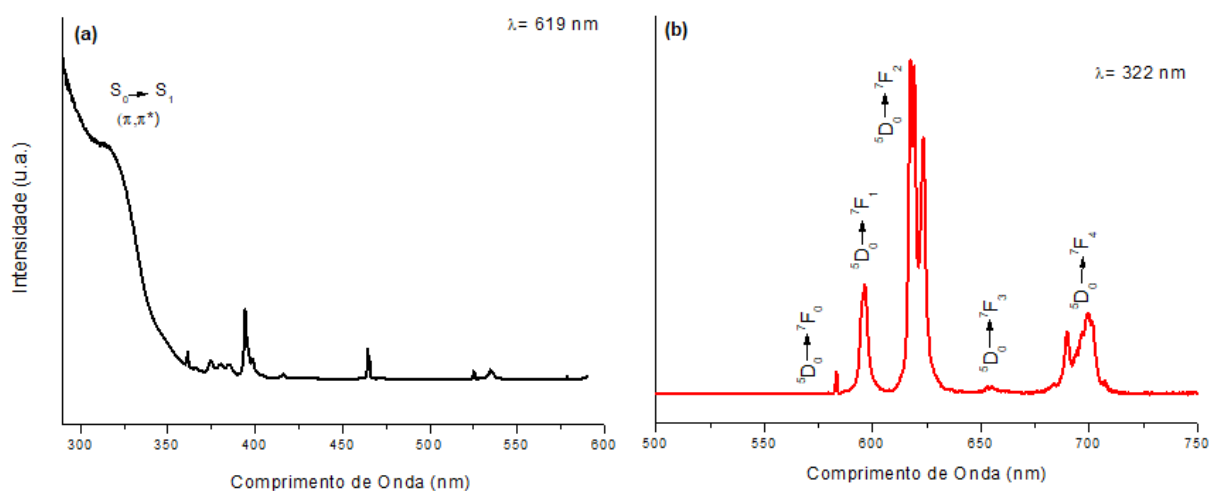 (a)
λ= 619 nm
S₀→ S₁
(π,π*)
Intensidade (u.a.)
300 350 400 450 500 550 600
Comprimento de Onda (nm)
(b)
λ= 322 nm
⁵D₀→⁷F₀
⁵D₀→⁷F₁
⁵D₀→⁷F₂
⁵D₀→⁷F₃
⁵D₀→⁷F₄
500 550 600 650 700 750
Comprimento de Onda (nm)